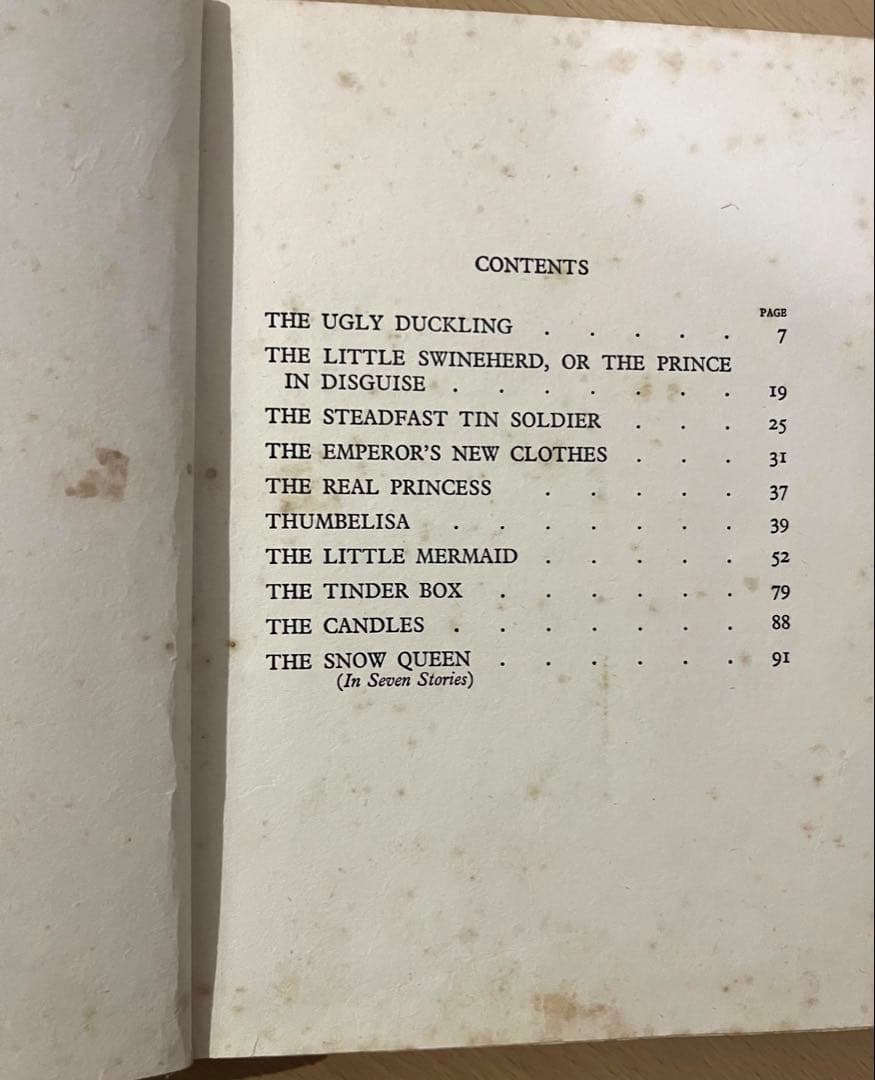 CONTENTS
PAGE
THE UGLY DUCKLING . . . . . 7
THE LITTLE SWINEHERD, OR THE PRINCE
IN DISGUISE . . . . . . . 19
THE STEADFAST TIN SOLDIER . . . 25
THE EMPEROR'S NEW CLOTHES . . . 31
THE REAL PRINCESS . . . . . 37
THUMBELISA . . . . . . . 39
THE LITTLE MERMAID . . . . . 52
THE TINDER BOX . . . . . . 79
THE CANDLES . . . . . . . 88
THE SNOW QUEEN . . . . . . 91
(In Seven Stories)